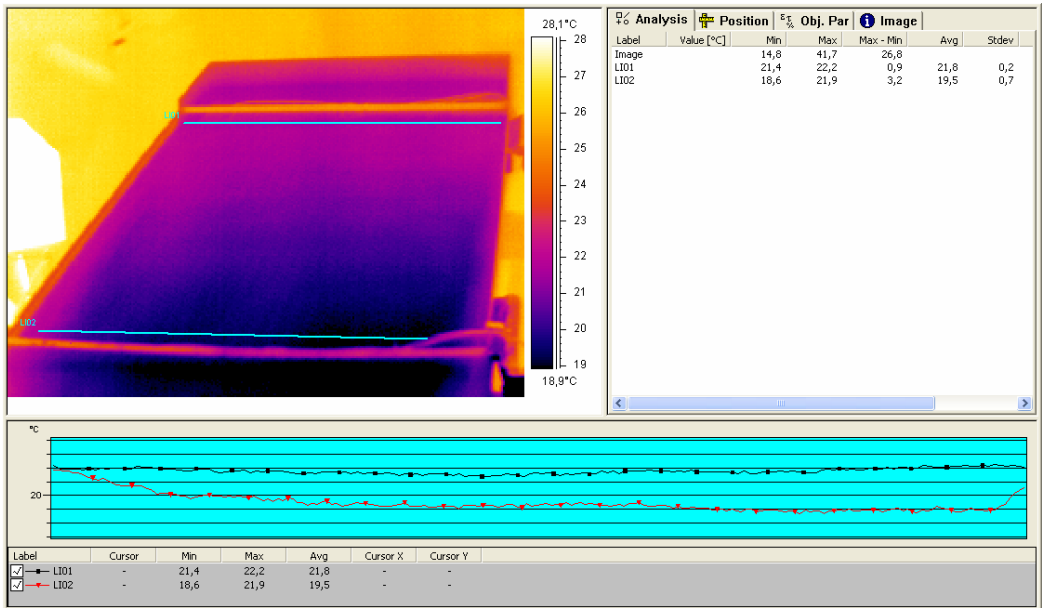 28,1°C
28
27
26
25
24
23
22
21
20
19
18,9°C
LI01
LI02
Analysis Position Obj. Par Image
Label Value [°C] Min Max Max - Min Avg Stdev
Image 14,8 41,7 26,8
LI01 21,4 22,2 0,9 21,8 0,2
LI02 18,6 21,9 3,2 19,5 0,7
°C
20
Label Cursor Min Max Avg Cursor X Cursor Y
LI01 - 21,4 22,2 21,8 - -
LI02 - 18,6 21,9 19,5 - -